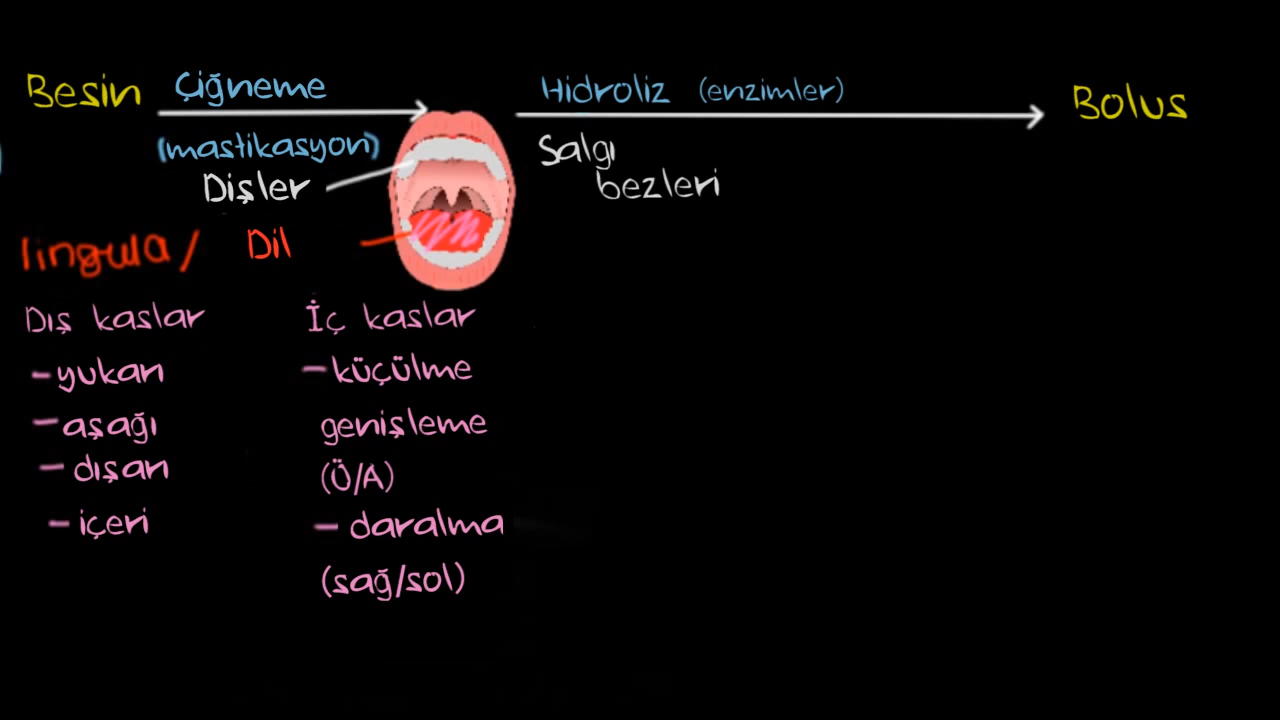 Besin
Çiğneme
(mastikasyon)
Dişler
lingula/ Dil
Hidroliz (enzimler)
Salgı
bezleri
Bolus
Dış kaslar
-yukarı
-aşağı
-dışarı
-içeri
İç kaslar
-küçülme
genişleme
(Ü/A)
-daralma
(sağ/sol)